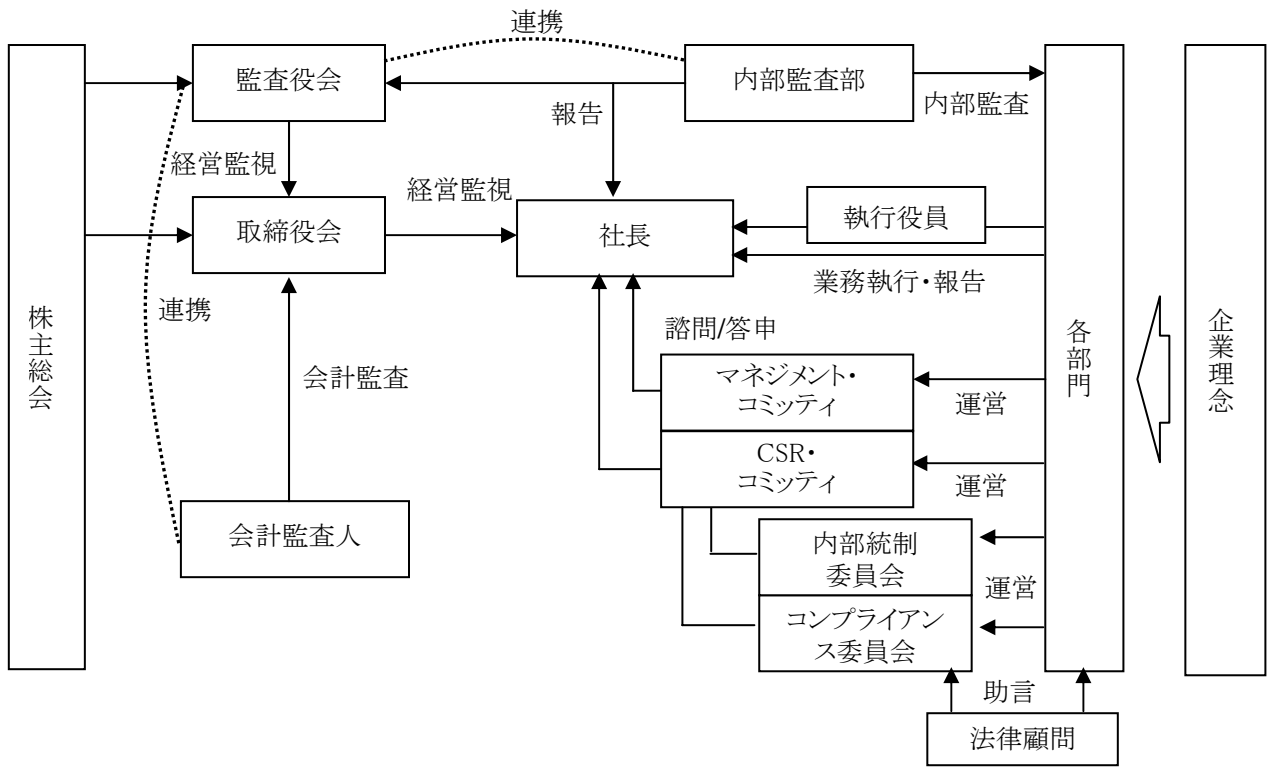 連携
監査役会
内部監査部
内部監査
報告
経営監視
経営監視
取締役会
社長
執行役員
業務執行・報告
連携
株主総会
各部門
企業理念
諮問/答申
会計監査
マネジメント・
コミッティ
運営
CSR・
コミッティ
運営
会計監査人
内部統制
委員会
運営
コンプライアン
ス委員会
助言
法律顧問